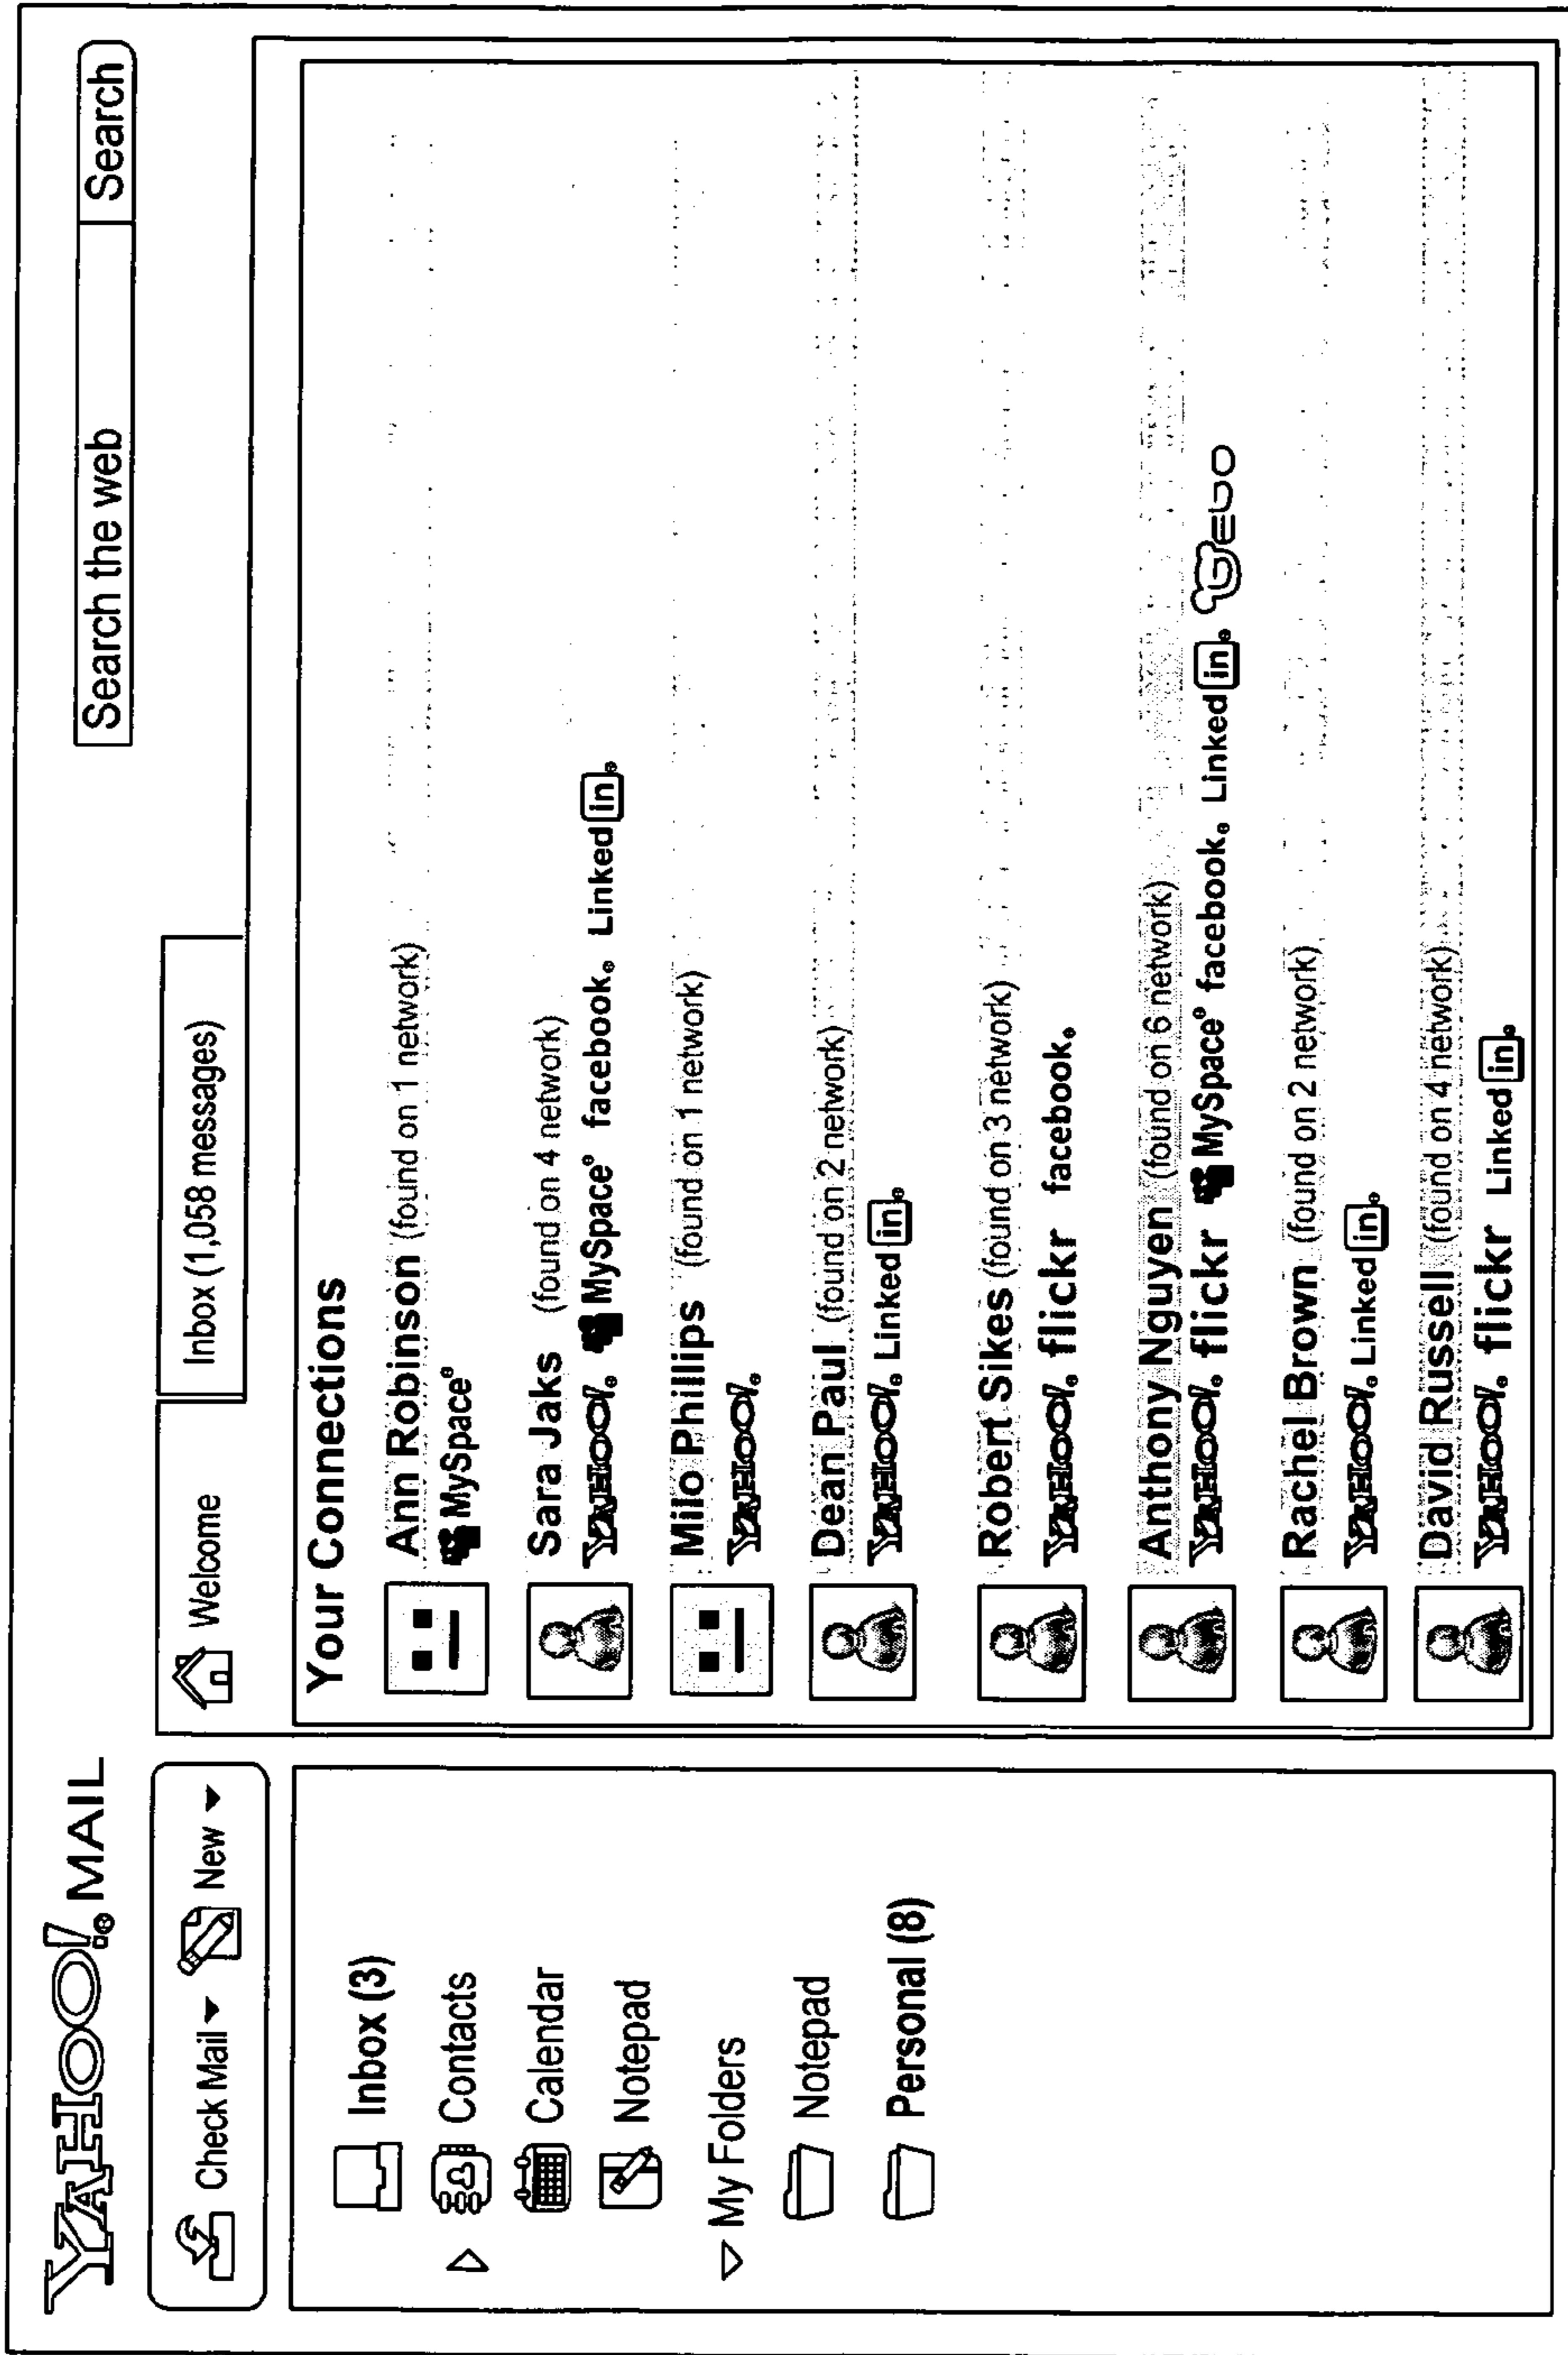 YAHOO!® MAIL
Search the web Search
Check Mail New
Welcome Inbox (1,058 messages)
Inbox (3)
Contacts
Calendar
Notepad
My Folders
Notepad
Personal (8)
Your Connections
Ann Robinson (found on 1 network)
MySpace®
Sara Jaks (found on 4 network)
YAHOO!® MySpace® facebook® Linked in®
Milo Phillips (found on 1 network)
YAHOO!®
Dean Paul (found on 2 network)
YAHOO!® Linked in®
Robert Sikes (found on 3 network)
YAHOO!® flickr facebook®
Anthony Nguyen (found on 6 network)
YAHOO!® flickr MySpace® facebook® Linked in® BEBO
Rachel Brown (found on 2 network)
YAHOO!® Linked in®
David Russell (found on 4 network)
YAHOO!® flickr Linked in®